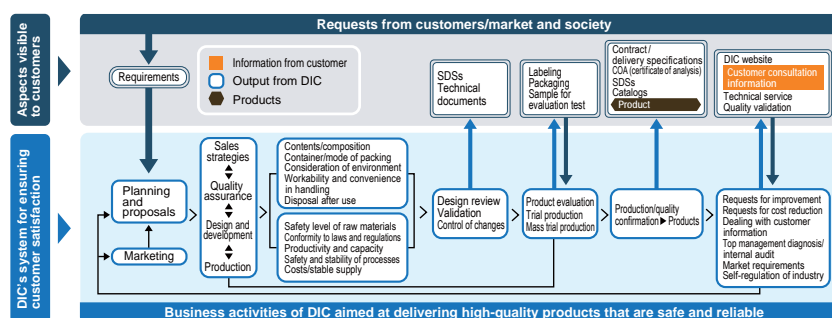 Requests from customers/market and society
Aspects visible
to customers
Requirements
Information from customer
Output from DIC
Products
SDSs
Technical
documents
Labeling
Packaging
Sample for
evaluation test
Contract/
delivery specifications
COA (certificate of analysis)
SDSs
Catalogs
Product
DIC website
Customer consultation
information
Technical service
Quality validation
DIC's system for ensuring
customer satisfaction
Planning
and
proposals
Marketing
Sales
strategies
Quality
assurance
Design and
development
Production
Contents/composition
Container/mode of packing
Consideration of environment
Workability and convenience
in handling
Disposal after use
Safety level of raw materials
Conformity to laws and regulations
Productivity and capacity
Safety and stability of processes
Costs/stable supply
Design review
Validation
Control of changes
Product evaluation
Trial production
Mass trial production
Production/quality
confirmation ▶ Products
Requests for improvement
Requests for cost reduction
Dealing with customer
information
Top management diagnosis/
internal audit
Market requirements
Self-regulation of industry
Business activities of DIC aimed at delivering high-quality products that are safe and reliable